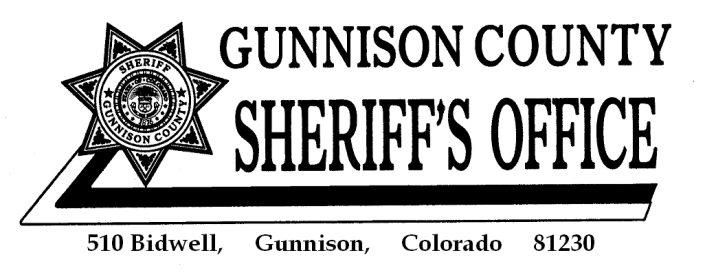 GUNNISON COUNTY
SHERIFF'S OFFICE
SHERIFF
GUNNISON COUNTY
510 Bidwell, Gunnison, Colorado 81230